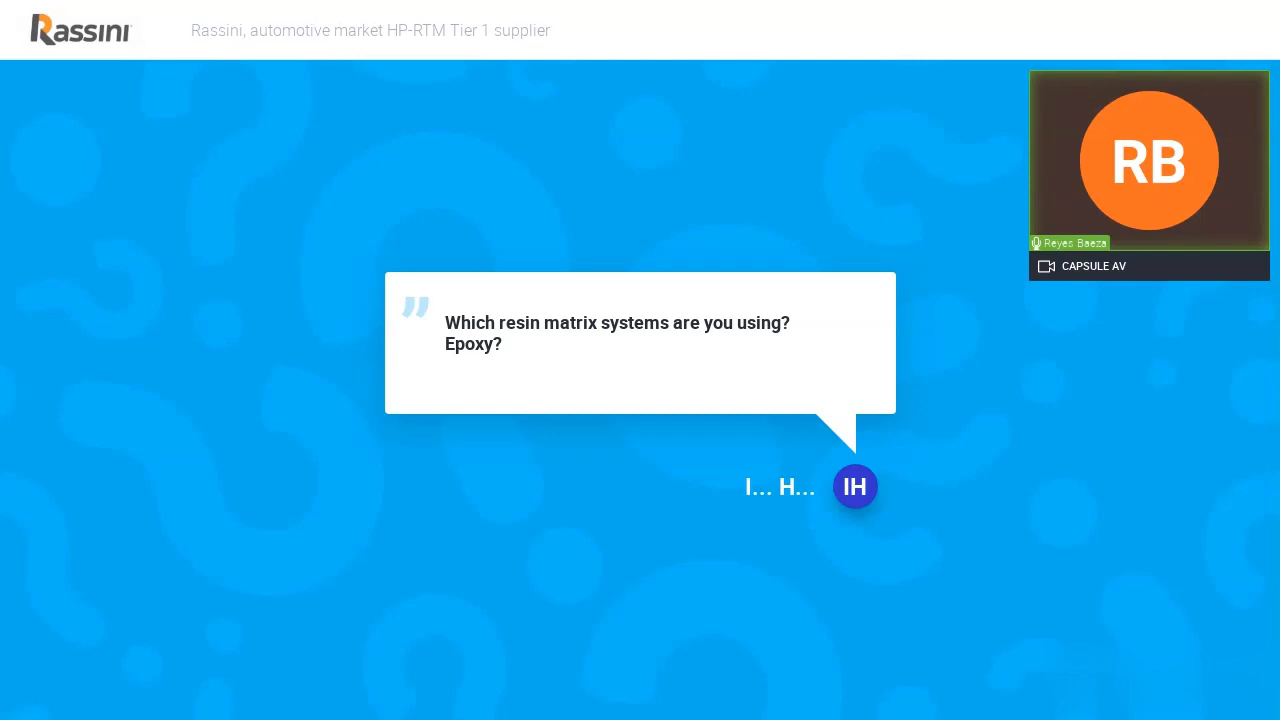 Rassini
Rassini, automotive market HP-RTM Tier 1 supplier
RB
Reyes Baeza
CAPSULE AV
”
Which resin matrix systems are you using?
Epoxy?
I... H...
IH